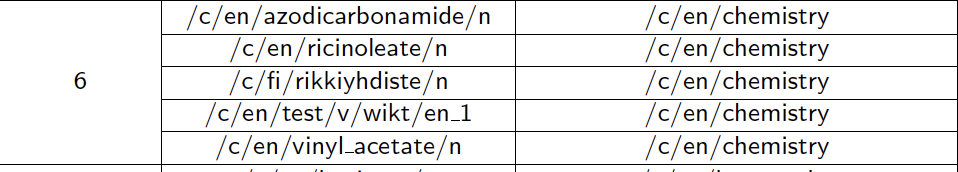 /c/en/azodicarbonamide/n /c/en/chemistry
/c/en/ricinoleate/n /c/en/chemistry
6 /c/fi/rikkiyhdiste/n /c/en/chemistry
/c/en/test/v/wikt/en_1 /c/en/chemistry
/c/en/vinyl_acetate/n /c/en/chemistry